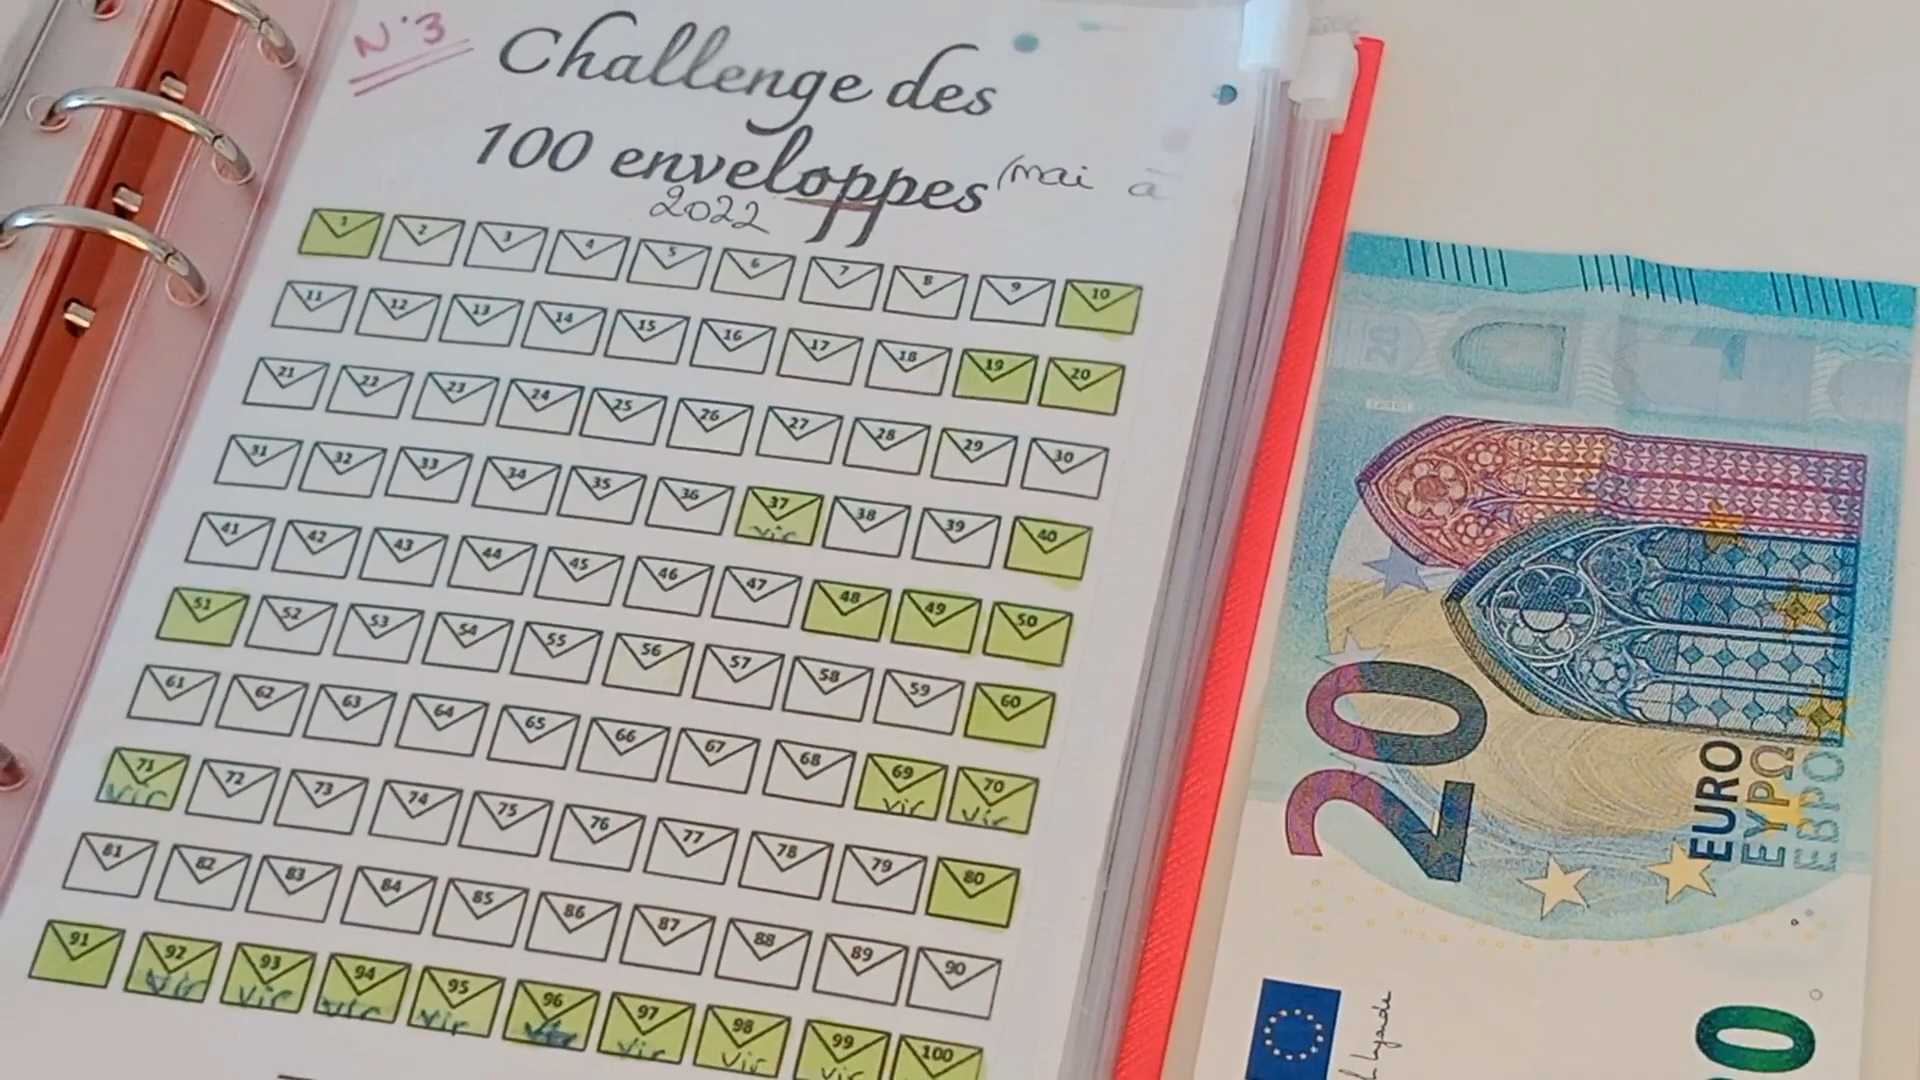 N°3
Challenge des
100 enveloppes (mai à
2022
1 2 3 4 5 6 7 8 9 10
11 12 13 14 15 16 17 18 19 20
21 22 23 24 25 26 27 28 29 30
31 32 33 34 35 36 37 38 39 40
vir
41 42 43 44 45 46 47 48 49 50
51 52 53 54 55 56 57 58 59 60
61 62 63 64 65 66 67 68 69 70
vir vir
71 72 73 74 75 76 77 78 79 80
vir
81 82 83 84 85 86 87 88 89 90
91 92 93 94 95 96 97 98 99 100
vir vir vir vir vir vir vir vir
20
20
EURO
ΕΥΡΩ
ЕВРО